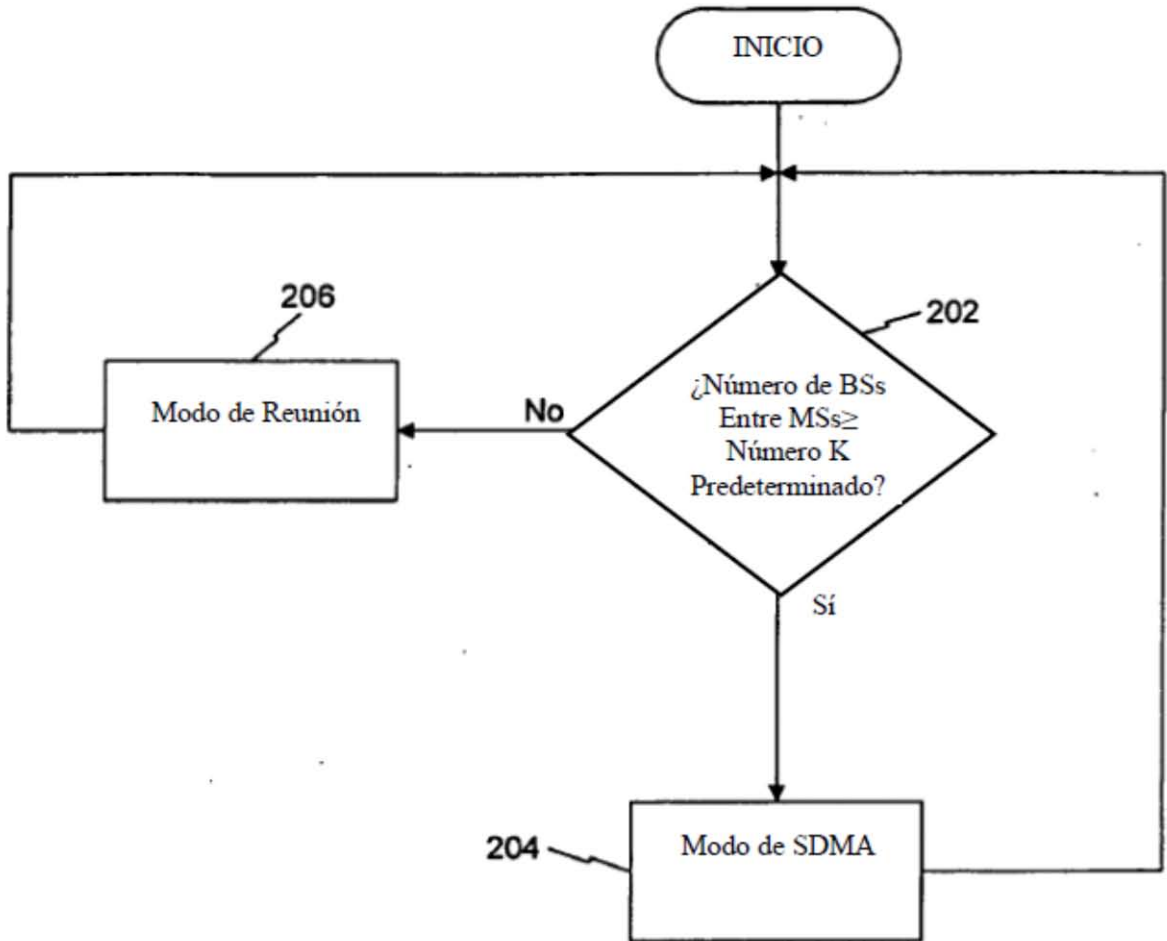 INICIO
206
202
¿Número de BSs
Entre MSs≥
Número K
Predeterminado?
Modo de Reunión
No
Sí
204
Modo de SDMA